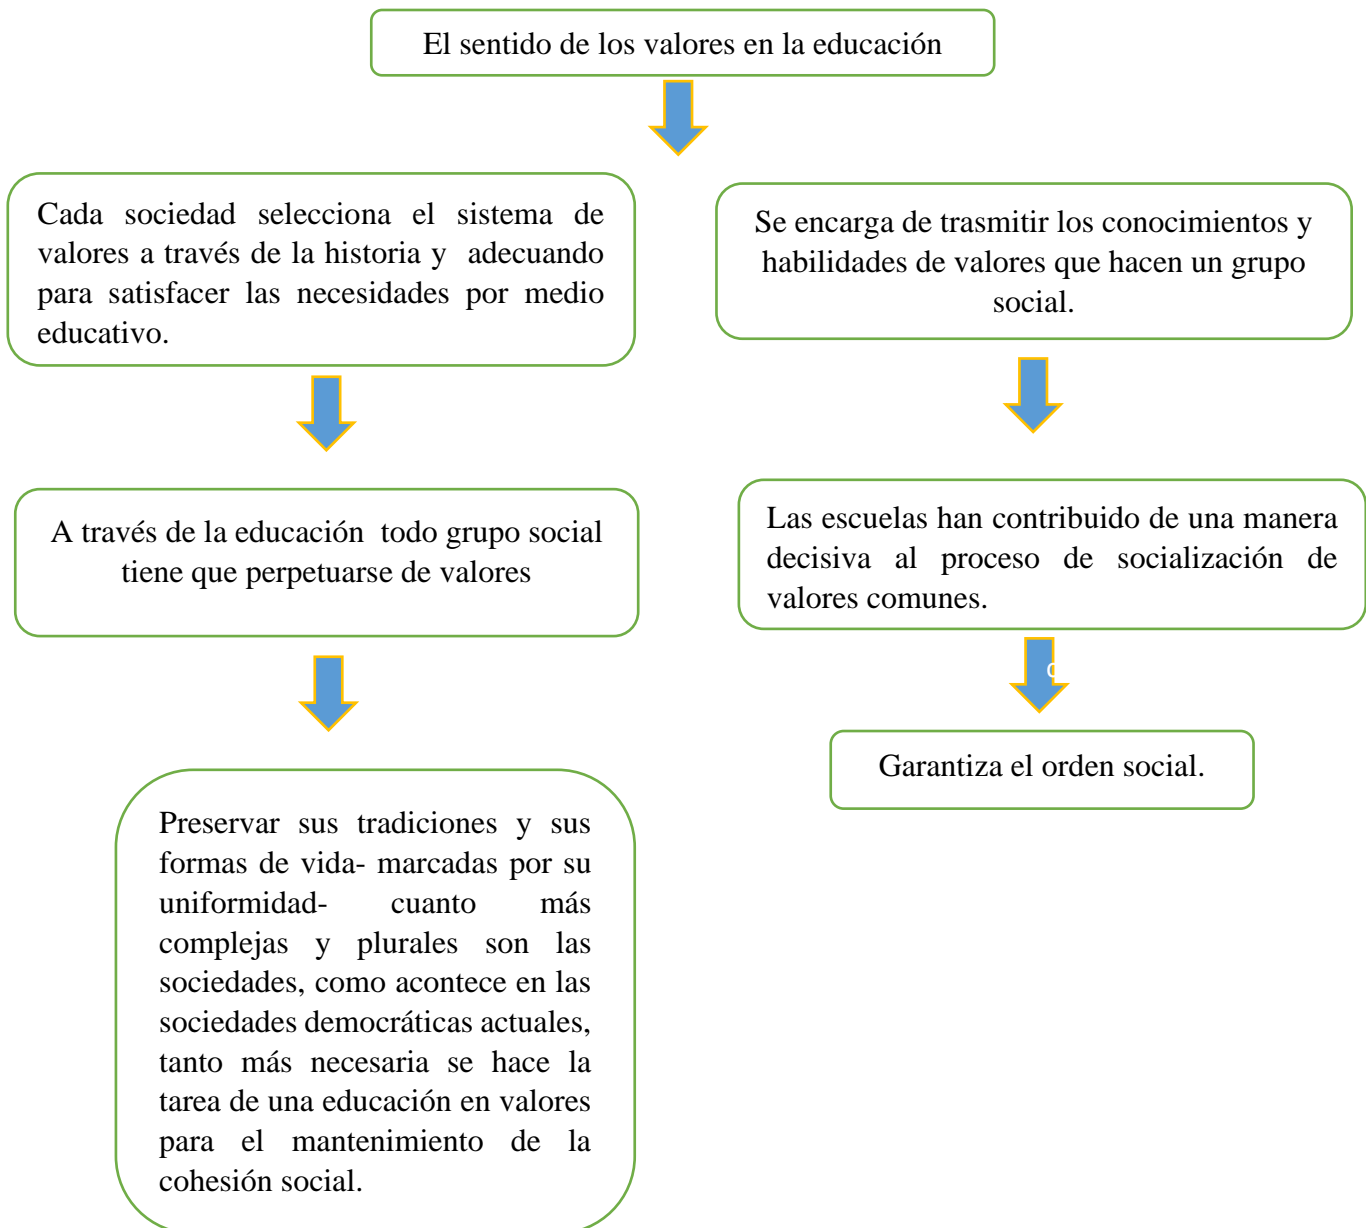 El sentido de los valores en la educación
Cada sociedad selecciona el sistema de
valores a través de la historia y adecuando
para satisfacer las necesidades por medio
educativo.
Se encarga de trasmitir los conocimientos y
habilidades de valores que hacen un grupo
social.
A través de la educación todo grupo social
tiene que perpetuarse de valores
Las escuelas han contribuido de una manera
decisiva al proceso de socialización de
valores comunes.
Garantiza el orden social.
Preservar sus tradiciones y sus
formas de vida- marcadas por su
uniformidad- cuanto más
complejas y plurales son las
sociedades, como acontece en las
sociedades democráticas actuales,
tanto más necesaria se hace la
tarea de una educación en valores
para el mantenimiento de la
cohesión social.